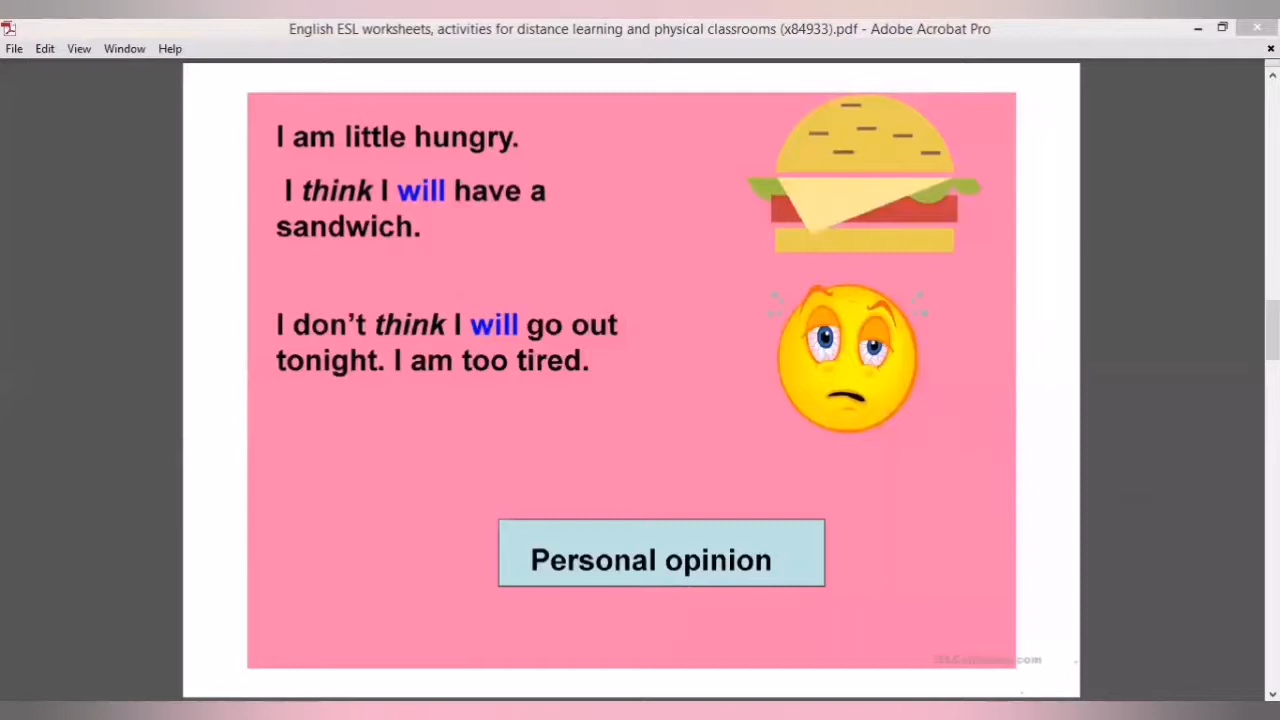 English ESL worksheets, activities for distance learning and physical classrooms (x84933).pdf - Adobe Acrobat Pro
File Edit View Window Help
I am little hungry.
I think I will have a
sandwich.
I don't think I will go out
tonight. I am too tired.
Personal opinion